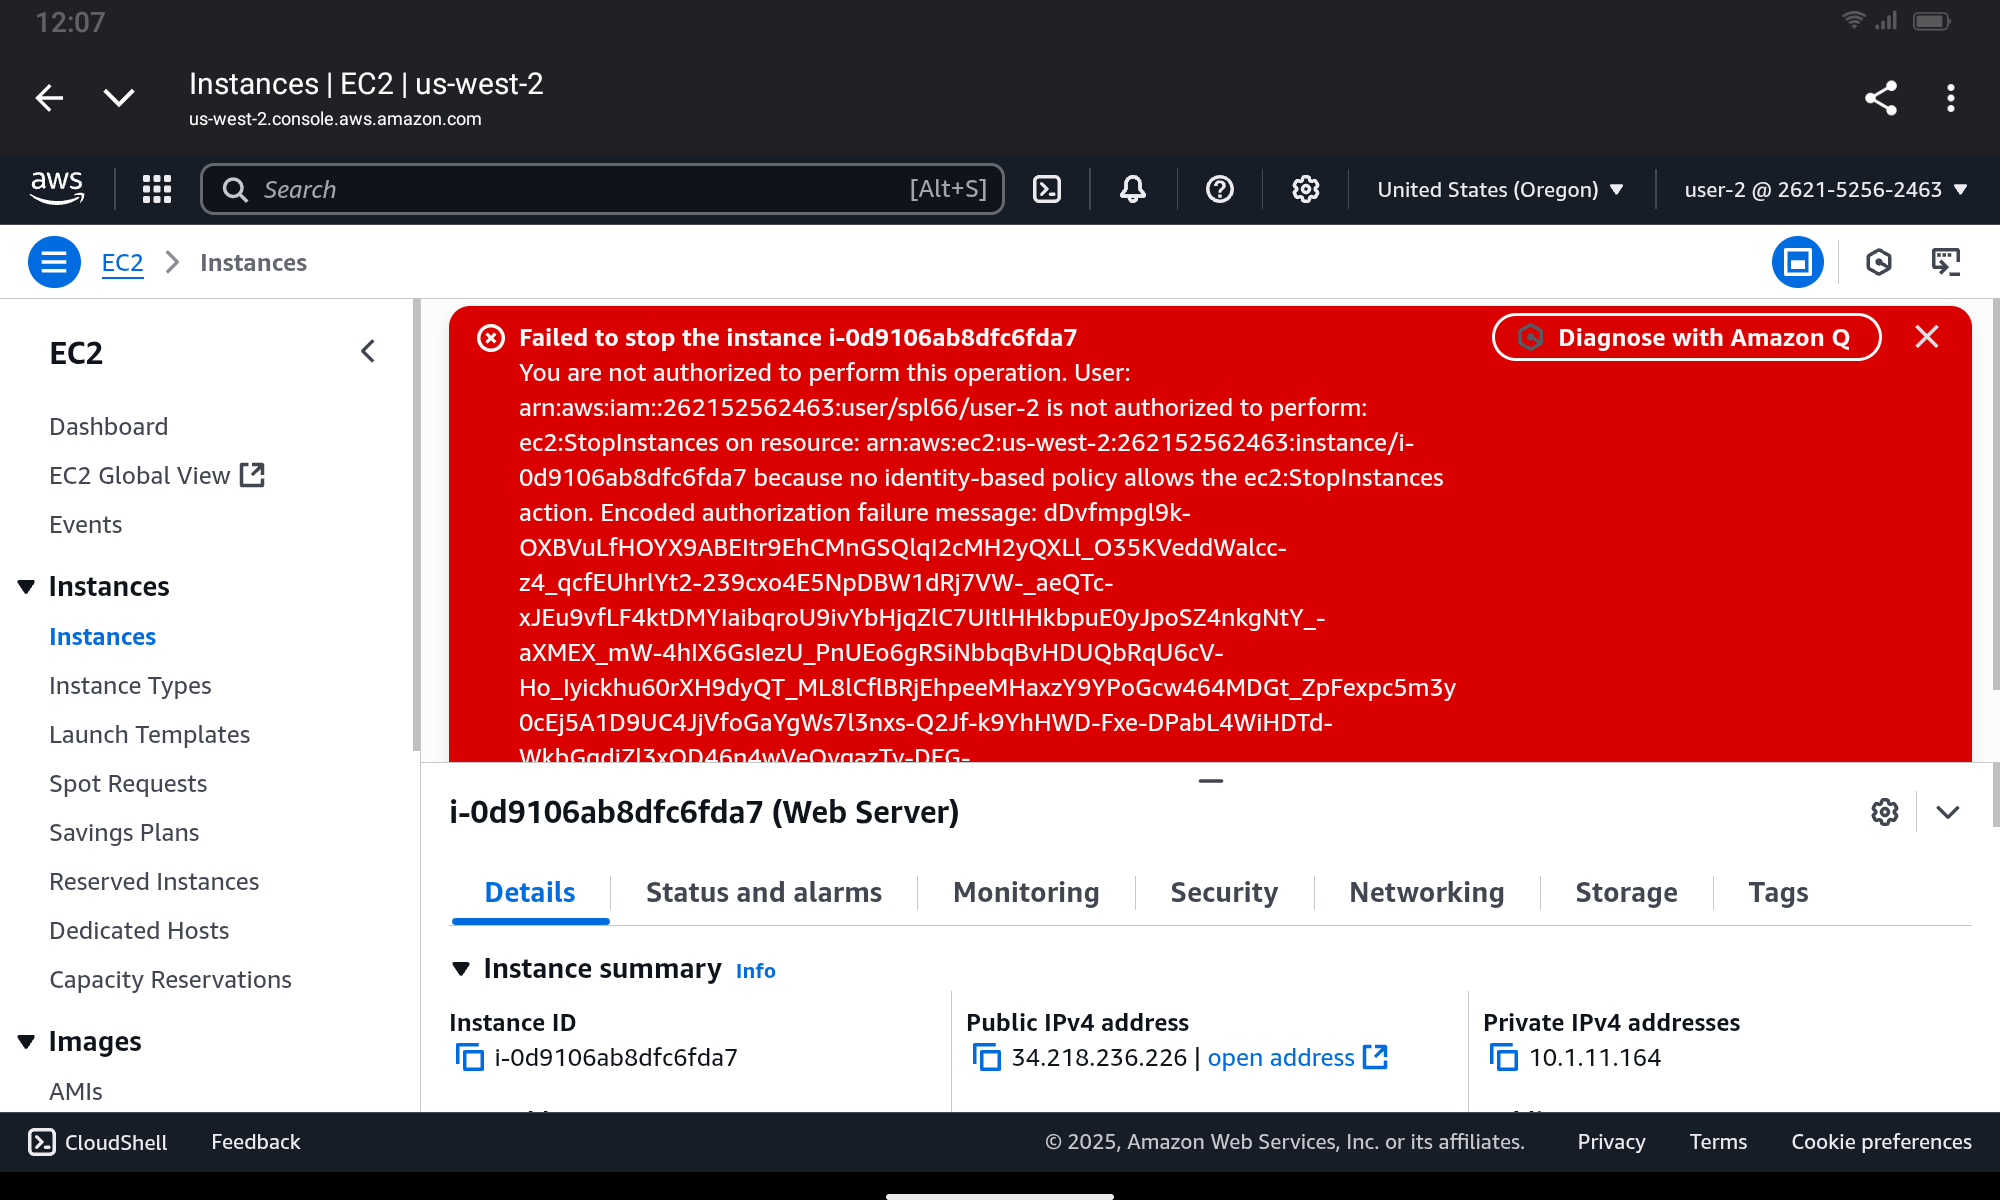 12:07
Instances | EC2 | us-west-2
us-west-2.console.aws.amazon.com
aws
Search
[Alt+S]
United States (Oregon)
user-2 @ 2621-5256-2463
EC2
Instances
EC2
Dashboard
EC2 Global View
Events
Instances
Instances
Instance Types
Launch Templates
Spot Requests
Savings Plans
Reserved Instances
Dedicated Hosts
Capacity Reservations
Images
AMIs
Failed to stop the instance i-0d9106ab8dfc6fda7
Diagnose with Amazon Q
You are not authorized to perform this operation. User:
arn:aws:iam::262152562463:user/spl66/user-2 is not authorized to perform:
ec2:StopInstances on resource: arn:aws:ec2:us-west-2:262152562463:instance/i-
0d9106ab8dfc6fda7 because no identity-based policy allows the ec2:StopInstances
action. Encoded authorization failure message: dDvfmpgl9k-
OXBVuLfHOYX9ABEItr9EhCMnGSQlqI2cMH2yQXLl_O35KVeddWalcc-
z4_qcfEUhrlYt2-239cxo4E5NpDBW1dRj7VW-_aeQTc-
xJEu9vfLF4ktDMYIaibqroU9ivYbHjqZlC7UItlHHkbpuE0yJpoSZ4nkgNtY_-
aXMEX_mW-4hIX6GsIezU_PnUEo6gRSiNbbqBvHDUQbRqU6cV-
Ho_Iyickhu60rXH9dyQT_ML8lCflBRjEhpeeMHaxzY9YPoGcw464MDGt_ZpFexpc5m3y
0cEj5A1D9UC4JjVfoGaYgWs7l3nxs-Q2Jf-k9YhHWD-Fxe-DPabL4WiHDTd-
i-0d9106ab8dfc6fda7 (Web Server)
Details
Status and alarms
Monitoring
Security
Networking
Storage
Tags
Instance summary Info
Instance ID
i-0d9106ab8dfc6fda7
Public IPv4 address
34.218.236.226 | open address
Private IPv4 addresses
10.1.11.164
CloudShell
Feedback
© 2025, Amazon Web Services, Inc. or its affiliates.
Privacy
Terms
Cookie preferences